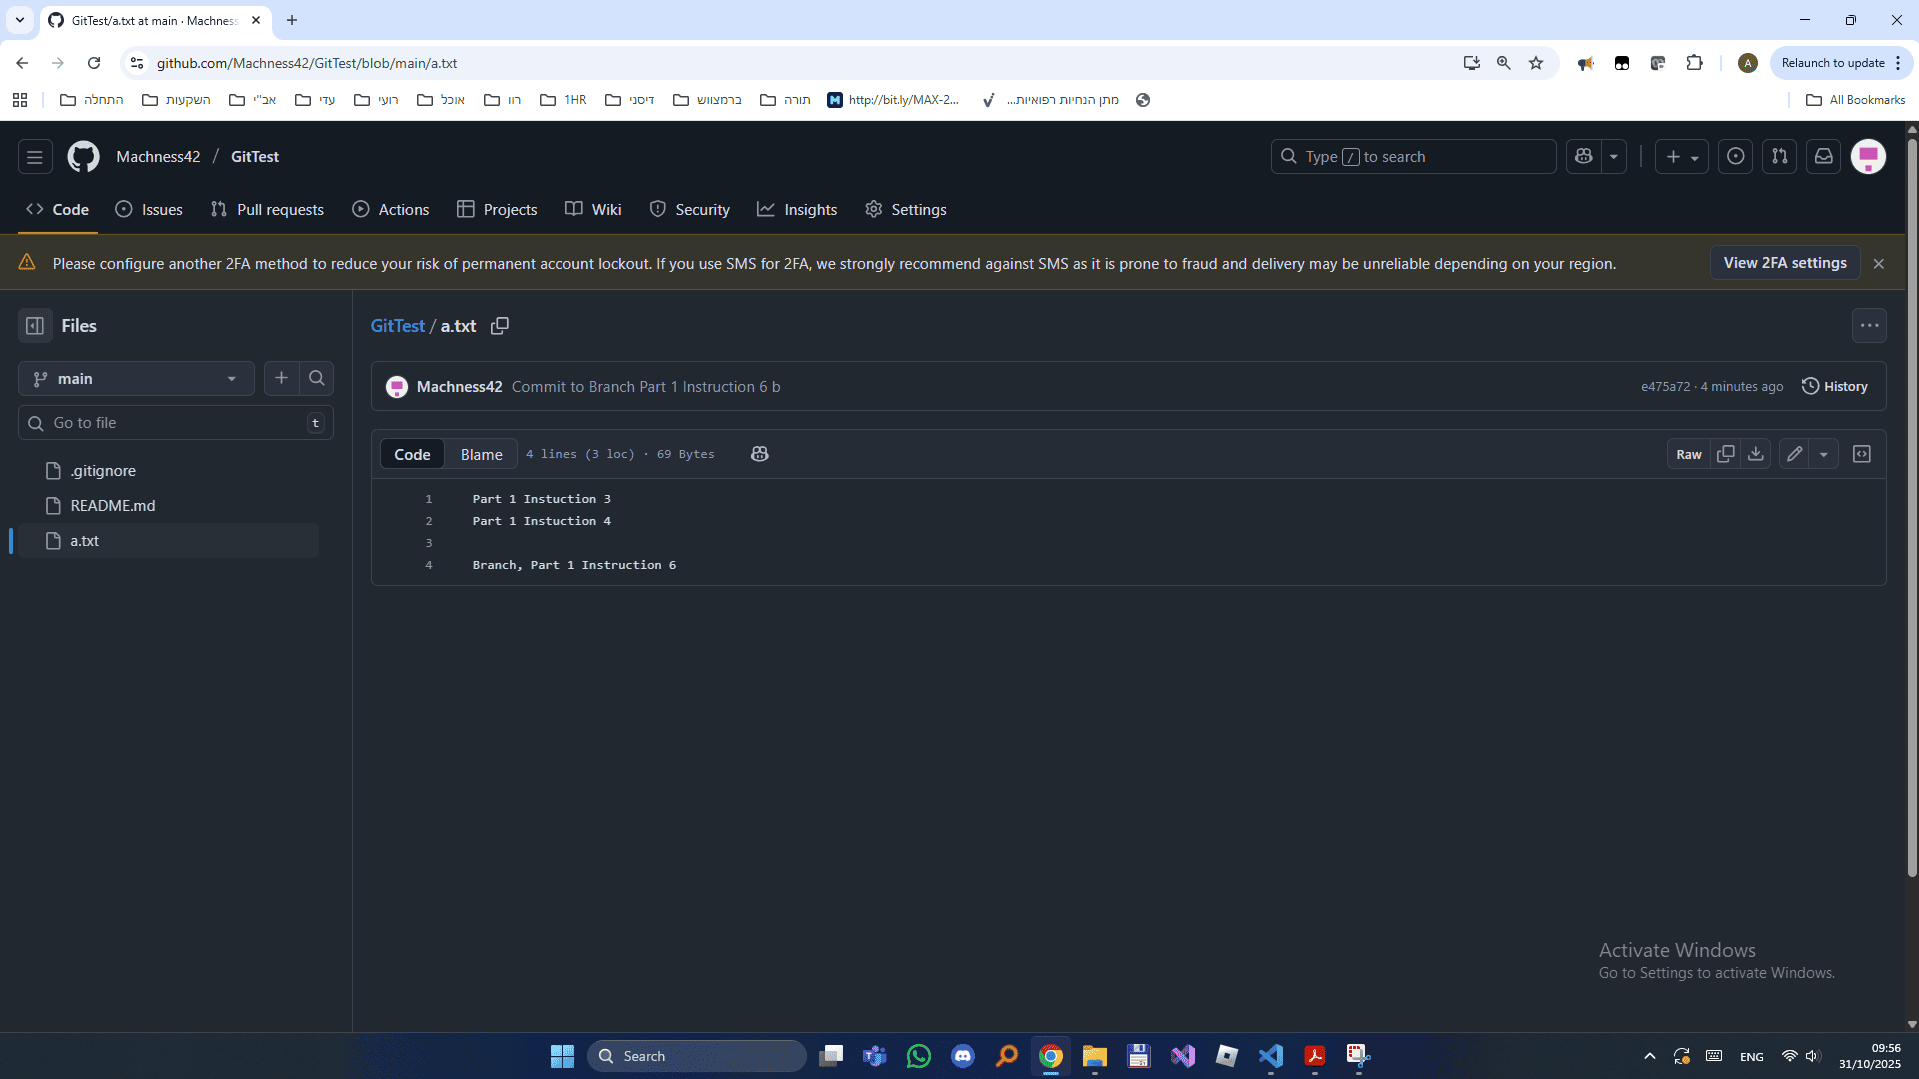 GitTest/a.txt at main · Machness
github.com/Machness42/GitTest/blob/main/a.txt
Relaunch to update
A
התחלה
השקעות
אב"י
עדי
רועי
אוכל
רוו
1HR
דיסני
ברמצווש
תורה
http://bit.ly/MAX-2...
מתן הנחיות רפואיות...
All Bookmarks
Machness42 / GitTest
Type / to search
Code
Issues
Pull requests
Actions
Projects
Wiki
Security
Insights
Settings
Please configure another 2FA method to reduce your risk of permanent account lockout. If you use SMS for 2FA, we strongly recommend against SMS as it is prone to fraud and delivery may be unreliable depending on your region.
View 2FA settings
Files
main
Go to file
t
.gitignore
README.md
a.txt
GitTest / a.txt
Machness42 Commit to Branch Part 1 Instruction 6 b
e475a72 · 4 minutes ago
History
Code
Blame
4 lines (3 loc) · 69 Bytes
Raw
1 Part 1 Instuction 3
2 Part 1 Instuction 4
3
4 Branch, Part 1 Instruction 6
Activate Windows
Go to Settings to activate Windows.
Search
ENG
09:56
31/10/2025